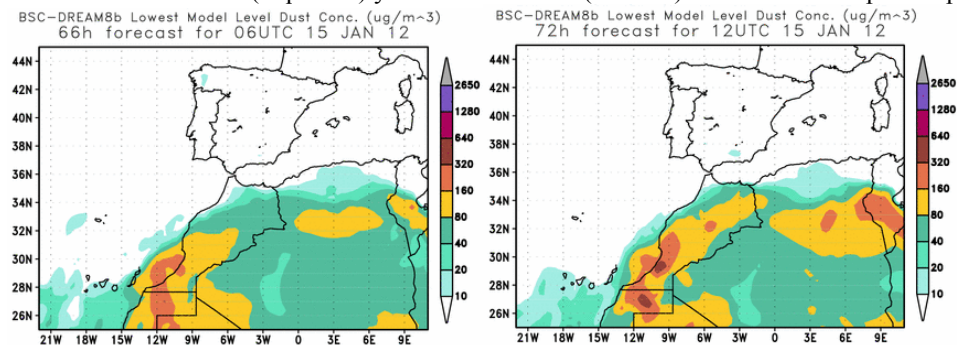 BSC-DREAM8b Lowest Model Level Dust Conc. (ug/m^3)
66h forecast for 06UTC 15 JAN 12
44N
42N
40N
38N
36N
34N
32N
30N
28N
26N
21W 18W 15W 12W 9W 6W 3W 0 3E 6E 9E
2650
1280
640
320
160
80
40
20
10
BSC-DREAM8b Lowest Model Level Dust Conc. (ug/m^3)
72h forecast for 12UTC 15 JAN 12
44N
42N
40N
38N
36N
34N
32N
30N
28N
26N
21W 18W 15W 12W 9W 6W 3W 0 3E 6E 9E
2650
1280
640
320
160
80
40
20
10